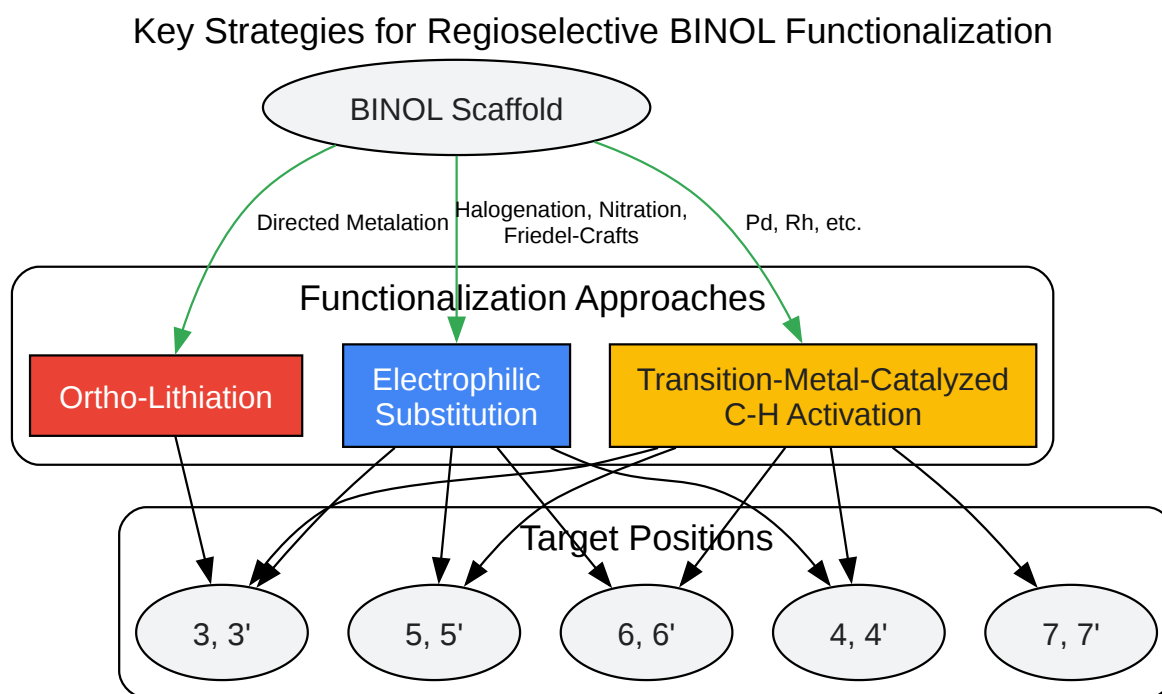 Key Strategies for Regioselective BINOL Functionalization
BINOL Scaffold
Directed Metalation
Halogenation, Nitration,
Friedel-Crafts
Pd, Rh, etc.
Functionalization Approaches
Ortho-Lithiation
Electrophilic
Substitution
Transition-Metal-Catalyzed
C-H Activation
Target Positions
3, 3'
5, 5'
6, 6'
4, 4'
7, 7'